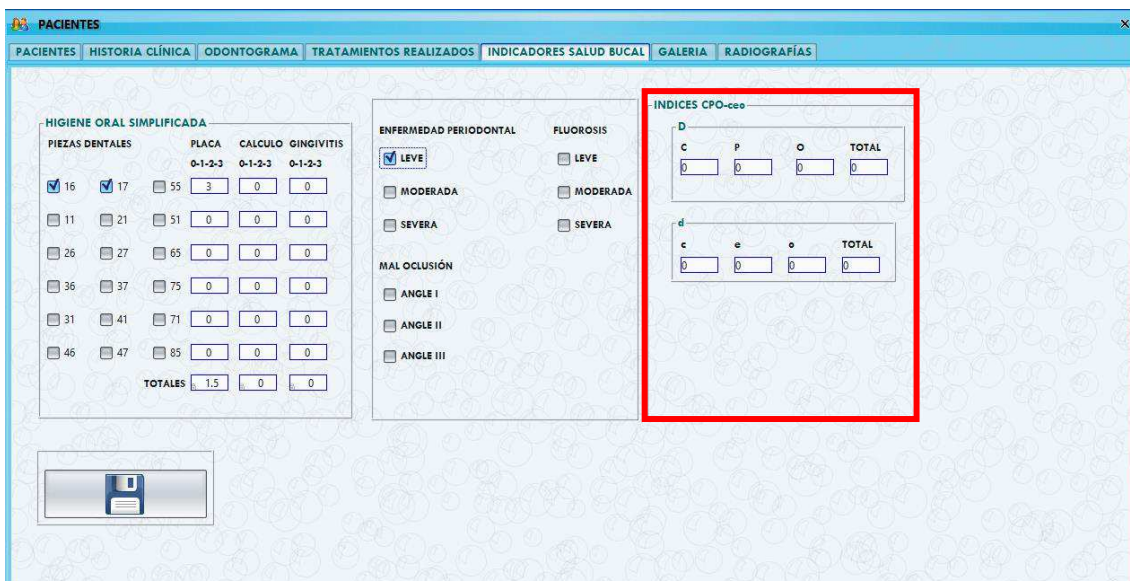 PACIENTES
PACIENTES HISTORIA CLÍNICA ODONTOGRAMA TRATAMIENTOS REALIZADOS INDICADORES SALUD BUCAL GALERIA RADIOGRAFÍAS
HIGIENE ORAL SIMPLIFICADA
PIEZAS DENTALES PLACA CALCULO GINGIVITIS
0-1-2-3 0-1-2-3 0-1-2-3
16 17 55 3 0 0
11 21 51 0 0 0
26 27 65 0 0 0
36 37 75 0 0 0
31 41 71 0 0 0
46 47 85 0 0 0
TOTALES 1.5 0 0
ENFERMEDAD PERIODONTAL FLUOROSIS
LEVE LEVE
MODERADA MODERADA
SEVERA SEVERA
MAL OCLUSIÓN
ANGLE I
ANGLE II
ANGLE III
INDICES CPO-ceo
D
C P O TOTAL
0 0 0 0
d
c e o TOTAL
0 0 0 0